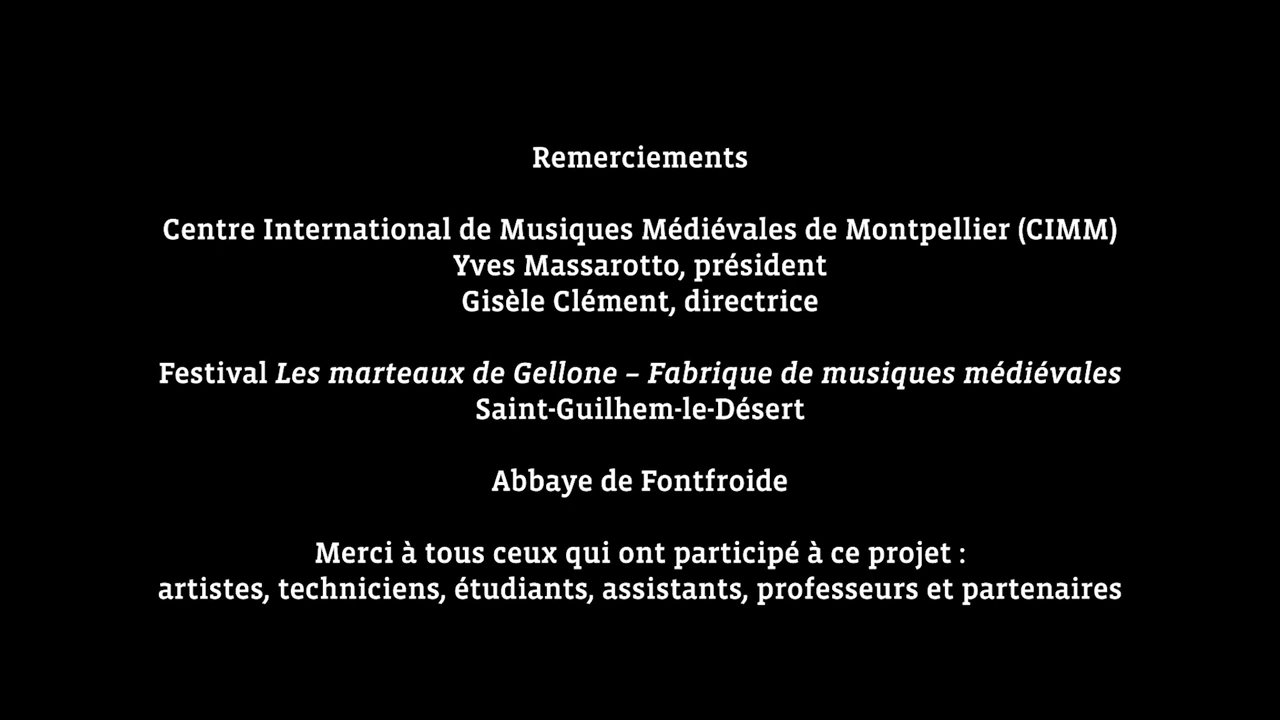 Remerciements
Centre International de Musiques Médiévales de Montpellier (CIMM)
Yves Massarotto, président
Gisèle Clément, directrice
Festival Les marteaux de Gellone – Fabrique de musiques médiévales
Saint-Guilhem-le-Désert
Abbaye de Fontfroide
Merci à tous ceux qui ont participé à ce projet :
artistes, techniciens, étudiants, assistants, professeurs et partenaires